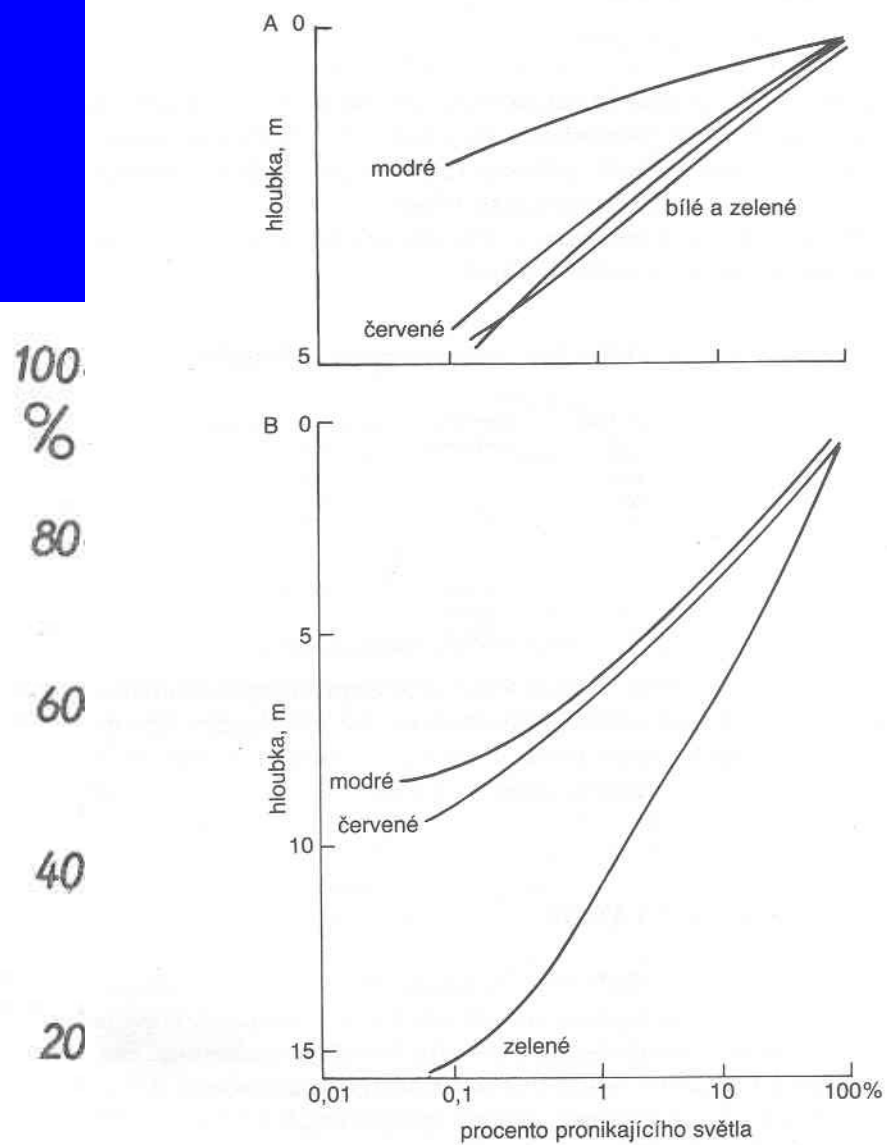 A 0
hloubka, m
modré
bílé a zelené
červené
5
100
%
80
60
40
20
B 0
5
hloubka, m
modré
červené
10
zelené
15
0,01 0,1 1 10 100%
procento pronikajícího světla